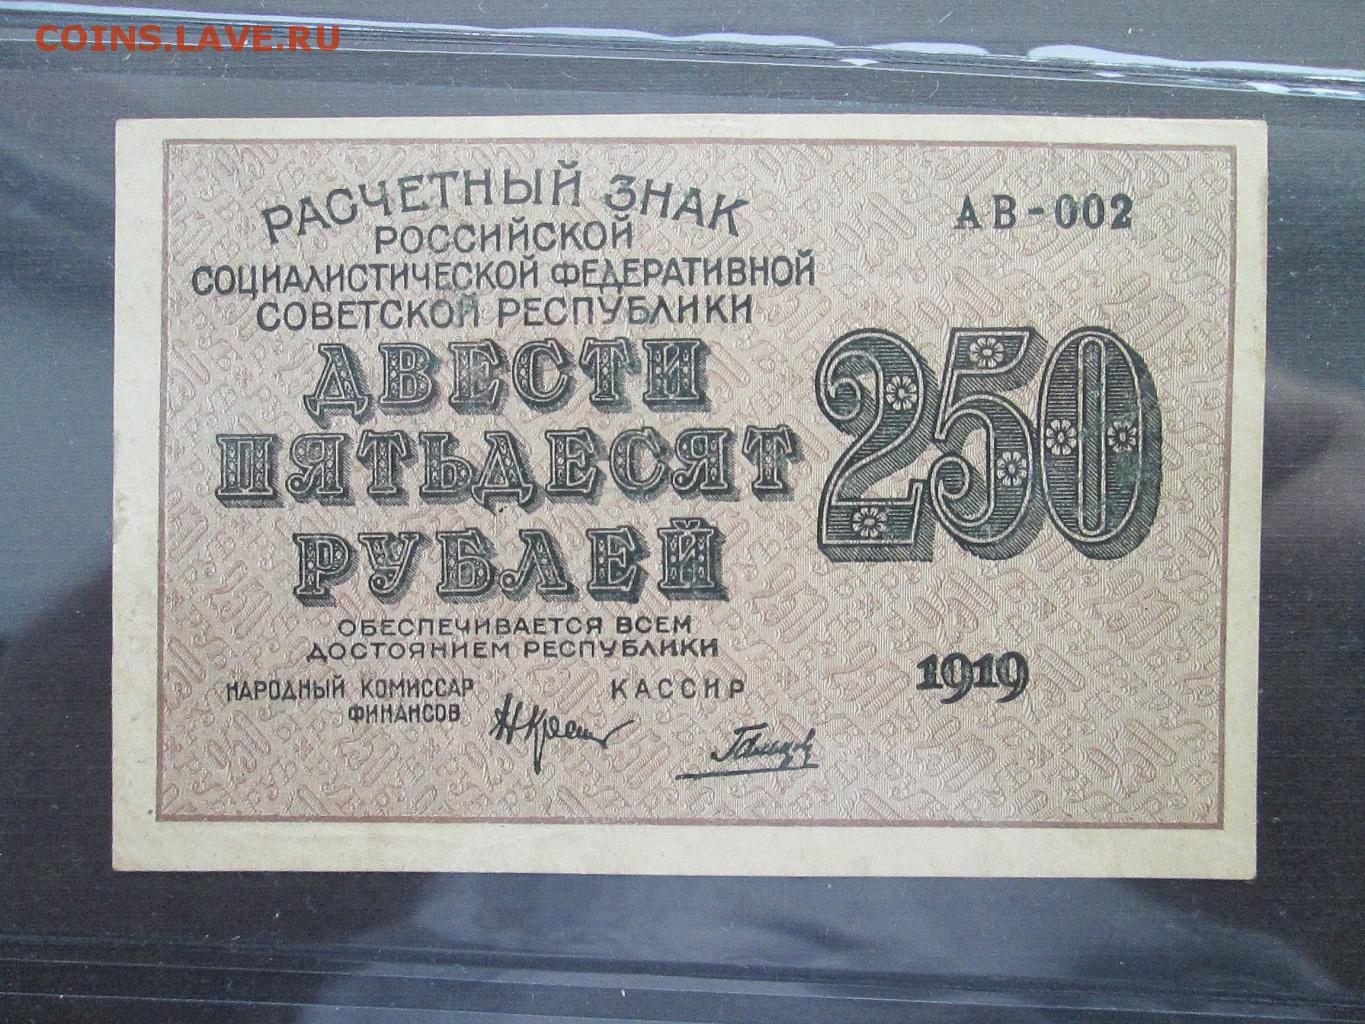 COINS.LAVE.RU
РАСЧЕТНЫЙ ЗНАК
РОССИЙСКОЙ
СОЦИАЛИСТИЧЕСКОЙ ФЕДЕРАТИВНОЙ
СОВЕТСКОЙ РЕСПУБЛИКИ
АВ-002
ДВЕСТИ
ПЯТЬДЕСЯТ
РУБЛЕЙ
250
ОБЕСПЕЧИВАЕТСЯ ВСЕМ
ДОСТОЯНИЕМ РЕСПУБЛИКИ
НАРОДНЫЙ КОМИССАР
ФИНАНСОВ
КАССИР
1919